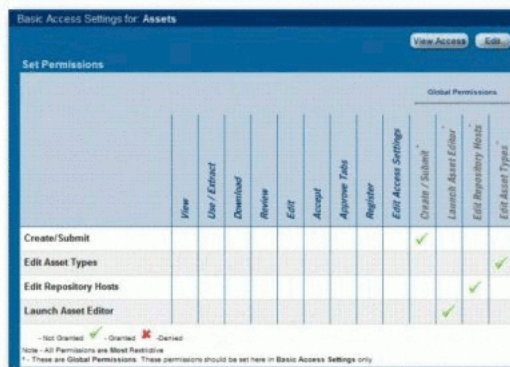 Basic Access Settings for: Assets
View Access Edit
Set Permissions
Global Permissions
View
Use / Extract
Download
Review
Edit
Accept
Approve Tabs
Register
Edit Access Settings
Create / Submit *
Launch Asset Editor *
Edit Repository Hosts *
Edit Asset Types *
Create/Submit
Edit Asset Types
Edit Repository Hosts
Launch Asset Editor
- Not Granted - Granted -Denied
Note - All Permissions are Most Restrictive
* - These are Global Permissions. These permissions should be set here in Basic Access Settings only